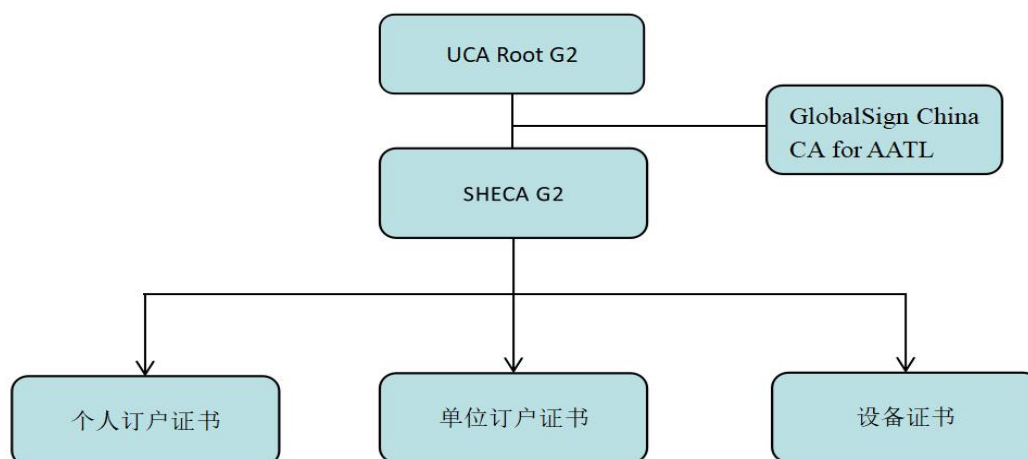 UCA Root G2
GlobalSign China
CA for AATL
SHECA G2
个人订户证书
单位订户证书
设备证书